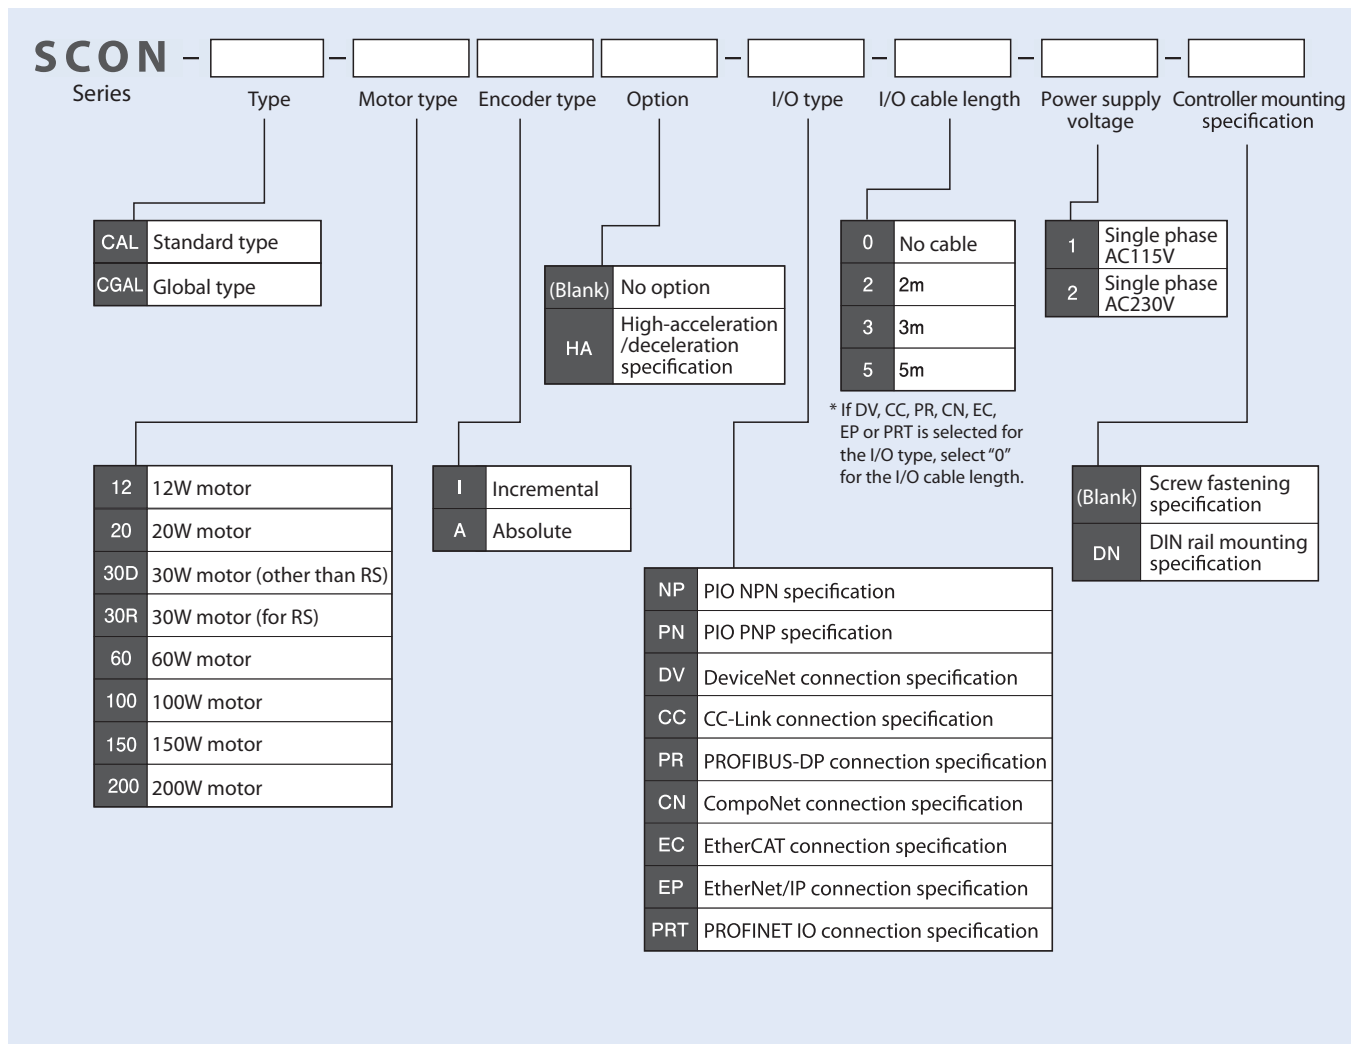 SCON - - - - - -
Series
Type
Motor type
Encoder type
Option
I/O type
I/O cable length
Power supply
voltage
Controller mounting
specification
CAL Standard type
CGAL Global type
(Blank) No option
HA High-acceleration
/deceleration
specification
0 No cable
2 2m
3 3m
5 5m
* If DV, CC, PR, CN, EC,
EP or PRT is selected for
the I/O type, select “0”
for the I/O cable length.
1 Single phase
AC115V
2 Single phase
AC230V
12 12W motor
20 20W motor
30D 30W motor (other than RS)
30R 30W motor (for RS)
60 60W motor
100 100W motor
150 150W motor
200 200W motor
I Incremental
A Absolute
NP PIO NPN specification
PN PIO PNP specification
DV DeviceNet connection specification
CC CC-Link connection specification
PR PROFIBUS-DP connection specification
CN CompoNet connection specification
EC EtherCAT connection specification
EP EtherNet/IP connection specification
PRT PROFINET IO connection specification
(Blank) Screw fastening
specification
DN DIN rail mounting
specification